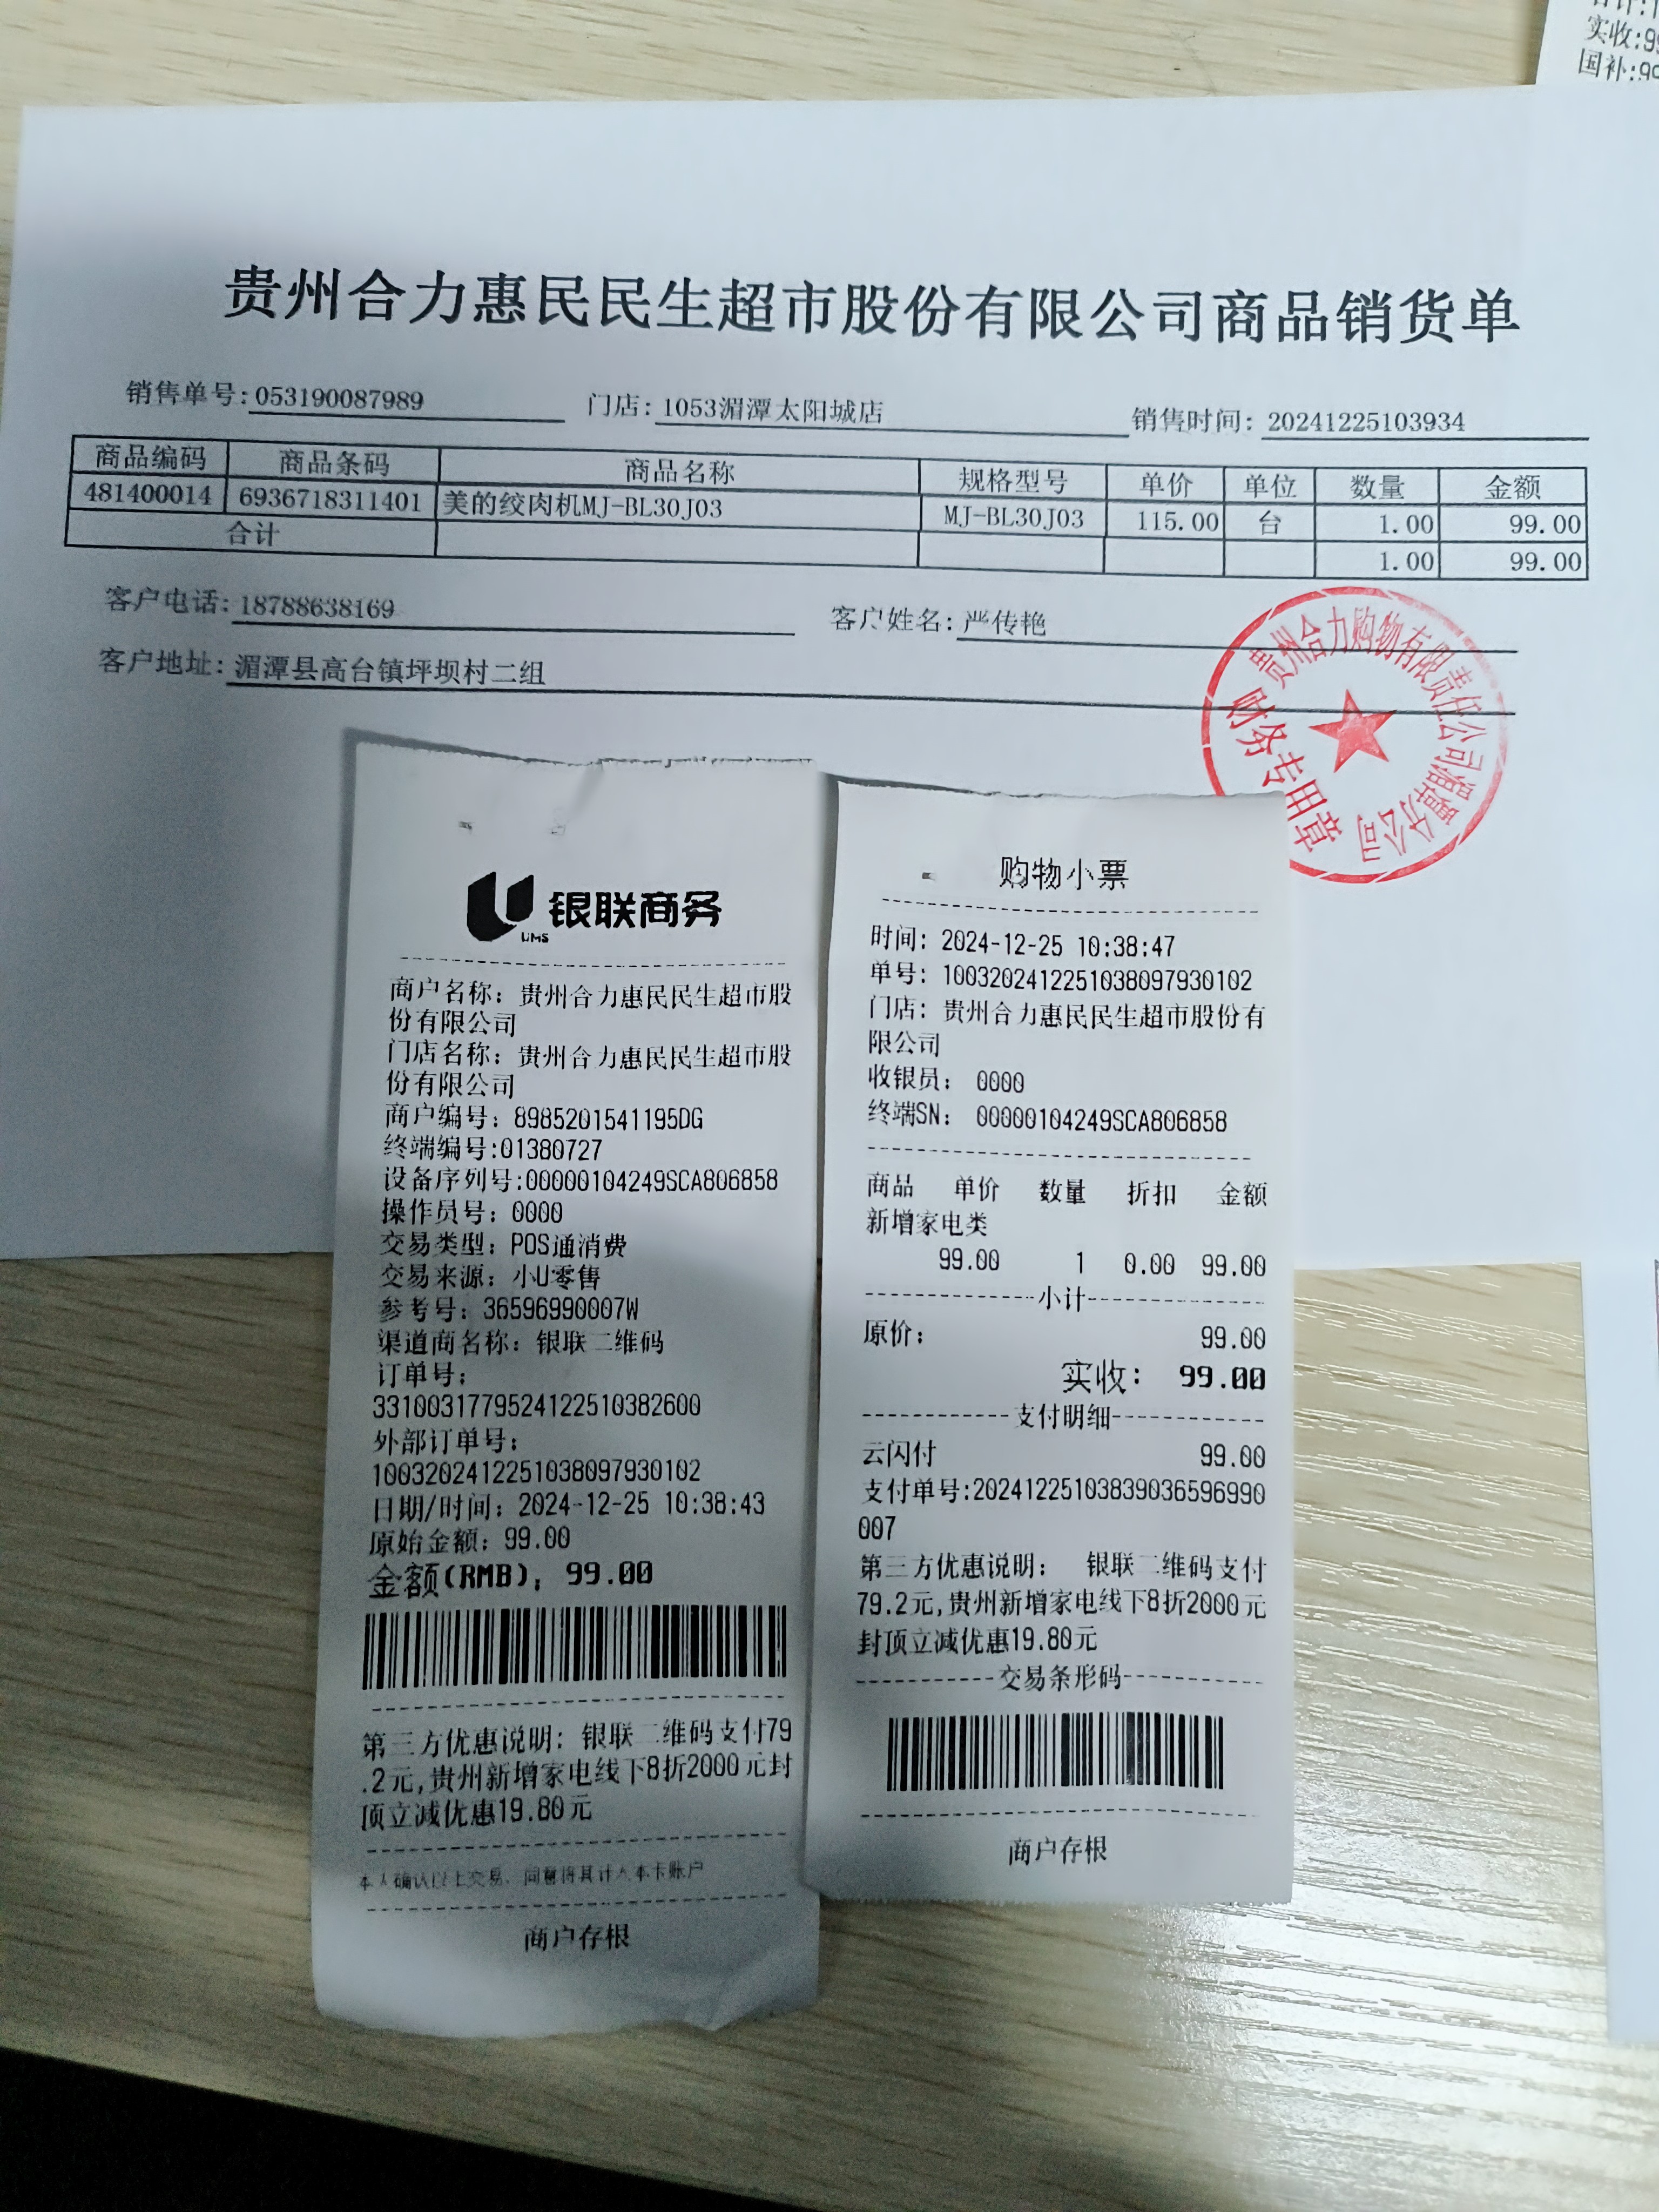 实收:99
国补:99
贵州合力惠民民生超市股份有限公司商品销货单
销售单号:053190087989 门店:1053湄潭太阳城店 销售时间:20241225103934
商品编码 商品条码 商品名称 规格型号 单价 单位 数量 金额
481400014 6936718311401 美的绞肉机MJ-BL30J03 MJ-BL30J03 115.00 台 1.00 99.00
合计 1.00 99.00
客户电话:18788638169 客户姓名:严传艳
客户地址:湄潭县高台镇坪坝村二组
贵州合力购物有限责任公司湄潭分公司
财务专用章
UMS 银联商务
商户名称：贵州合力惠民民生超市股
份有限公司
门店名称：贵州合力惠民民生超市股
份有限公司
商户编号：8985201541195DG
终端编号:01380727
设备序列号:00000104249SCA806858
操作员号：0000
交易类型：POS通消费
交易来源：小U零售
参考号：36596990007W
渠道商名称：银联二维码
订单号：
3310031779524122510382600
外部订单号：
1003202412251038097930102
日期/时间：2024-12-25 10:38:43
原始金额：99.00
金额(RMB)：99.00
第三方优惠说明：银联二维码支付79
.2元,贵州新增家电线下8折2000元封
顶立减优惠19.80元
本人确认以上交易、同意将其计入本卡账户
商户存根
购物小票
时间：2024-12-25 10:38:47
单号：1003202412251038097930102
门店：贵州合力惠民民生超市股份有
限公司
收银员：0000
终端SN：00000104249SCA806858
商品 单价 数量 折扣 金额
新增家电类
99.00 1 0.00 99.00
小计
原价： 99.00
实收：99.00
支付明细
云闪付 99.00
支付单号:20241225103839036596990
007
第三方优惠说明： 银联二维码支付
79.2元,贵州新增家电线下8折2000元
封顶立减优惠19.80元
交易条形码
商户存根